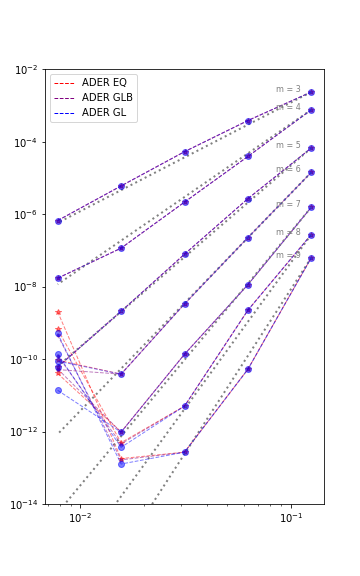 10⁻²
ADER EQ
ADER GLB
ADER GL
m = 3
m = 4
10⁻⁴
m = 5
m = 6
10⁻⁶
m = 7
m = 8
m = 9
10⁻⁸
10⁻¹⁰
10⁻¹²
10⁻¹⁴
10⁻² 10⁻¹